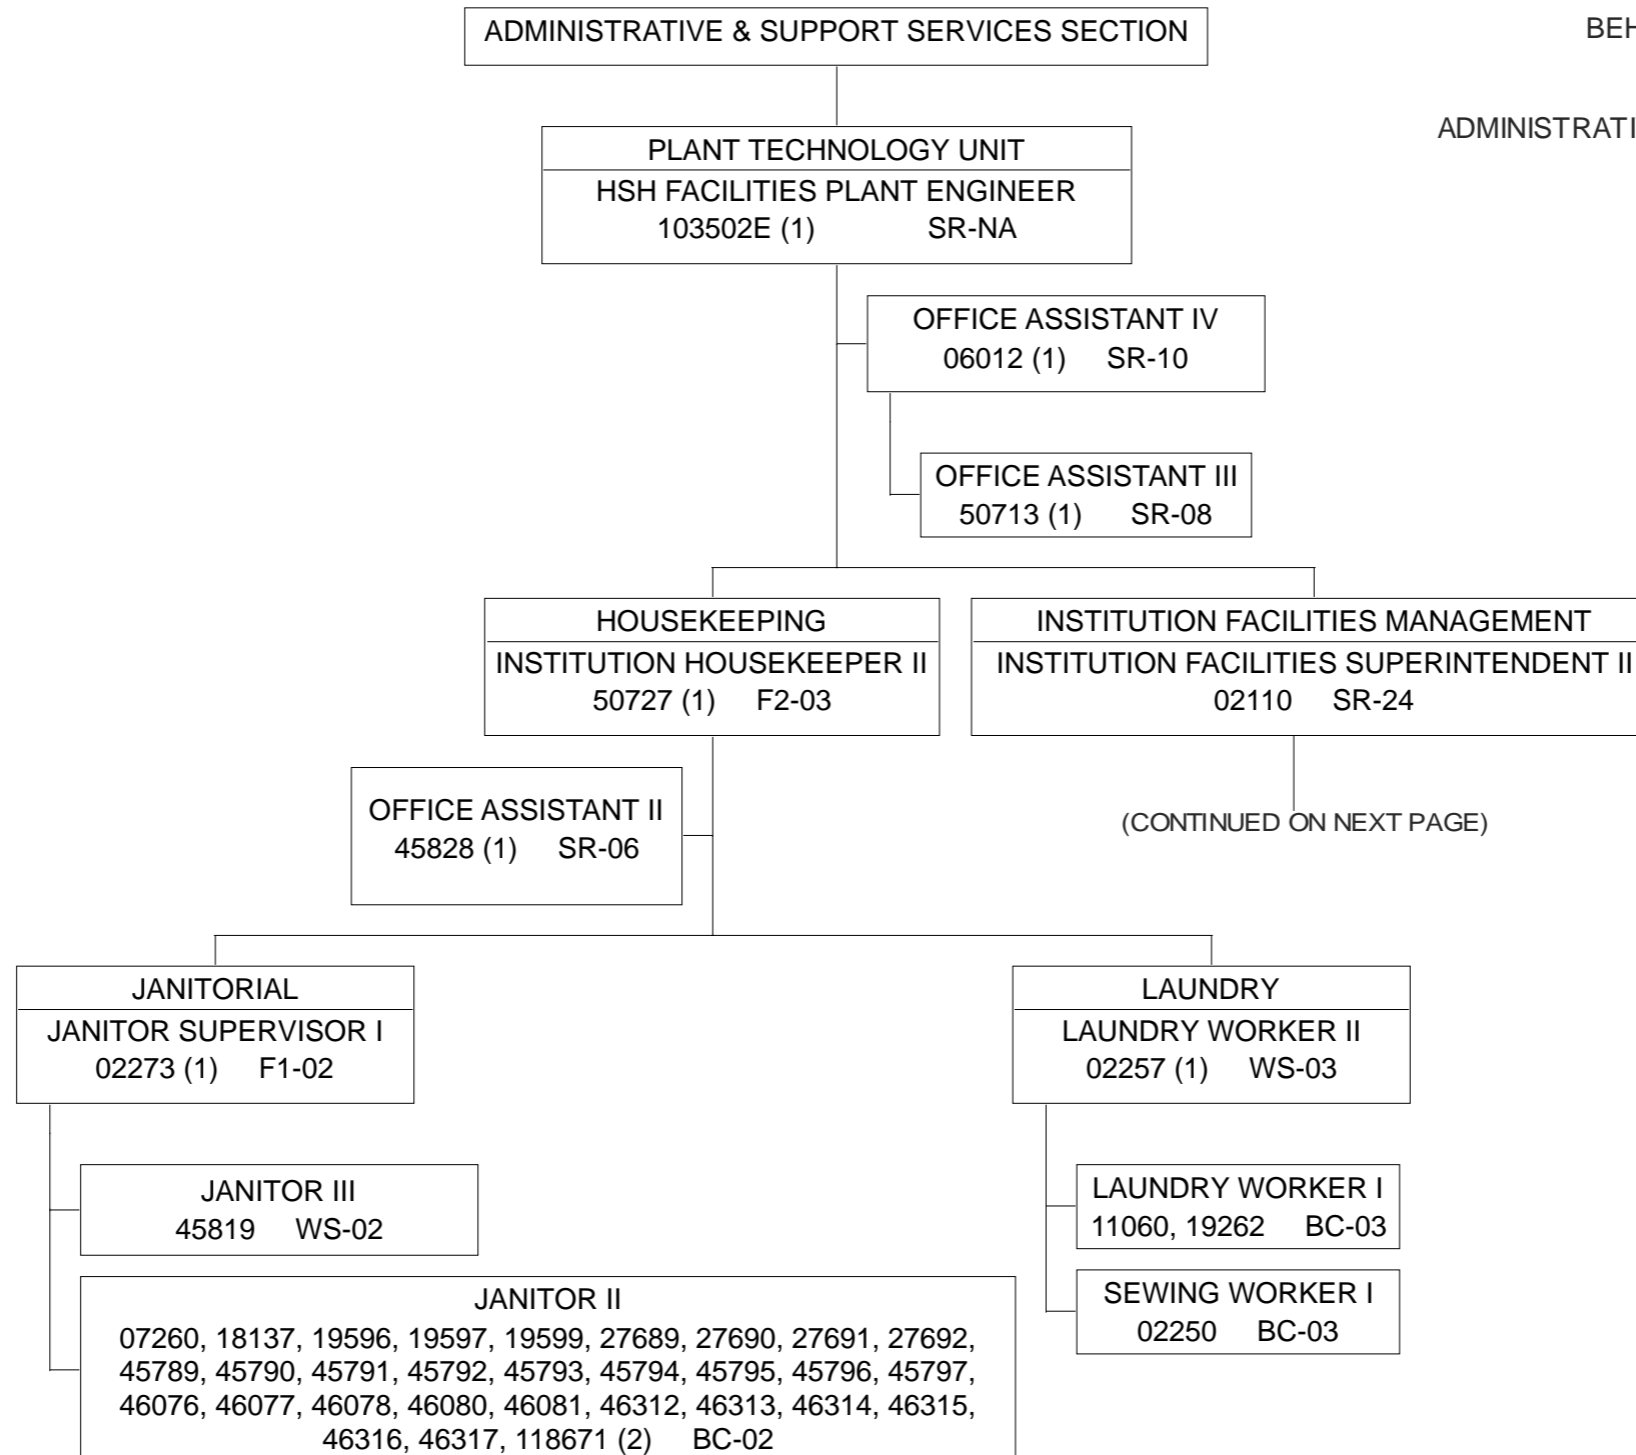 ADMINISTRATIVE & SUPPORT SERVICES SECTION
BEH
ADMINISTRATI
PLANT TECHNOLOGY UNIT
HSH FACILITIES PLANT ENGINEER
103502E (1) SR-NA
OFFICE ASSISTANT IV
06012 (1) SR-10
OFFICE ASSISTANT III
50713 (1) SR-08
HOUSEKEEPING
INSTITUTION HOUSEKEEPER II
50727 (1) F2-03
INSTITUTION FACILITIES MANAGEMENT
INSTITUTION FACILITIES SUPERINTENDENT II
02110 SR-24
(CONTINUED ON NEXT PAGE)
OFFICE ASSISTANT II
45828 (1) SR-06
JANITORIAL
JANITOR SUPERVISOR I
02273 (1) F1-02
LAUNDRY
LAUNDRY WORKER II
02257 (1) WS-03
JANITOR III
45819 WS-02
LAUNDRY WORKER I
11060, 19262 BC-03
SEWING WORKER I
02250 BC-03
JANITOR II
07260, 18137, 19596, 19597, 19599, 27689, 27690, 27691, 27692,
45789, 45790, 45791, 45792, 45793, 45794, 45795, 45796, 45797,
46076, 46077, 46078, 46080, 46081, 46312, 46313, 46314, 46315,
46316, 46317, 118671 (2) BC-02